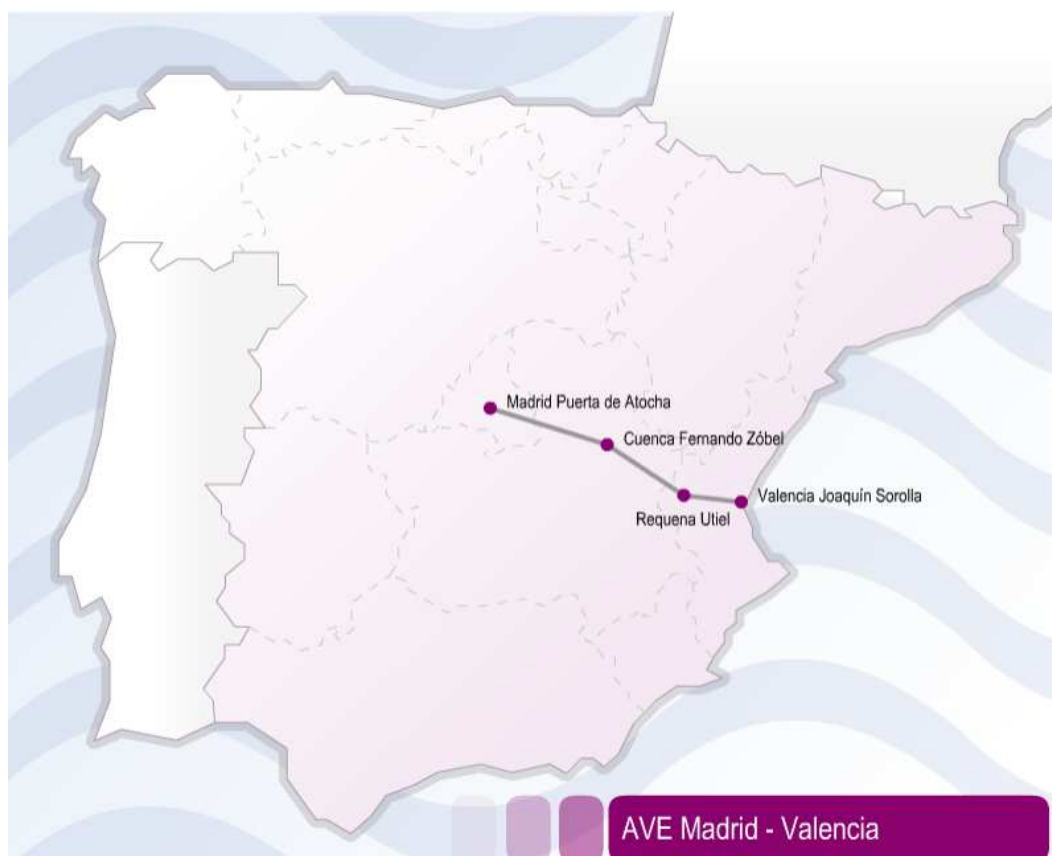 Madrid Puerta de Atocha
Cuenca Fernando Zóbel
Valencia Joaquín Sorolla
Requena Utiel
AVE Madrid - Valencia